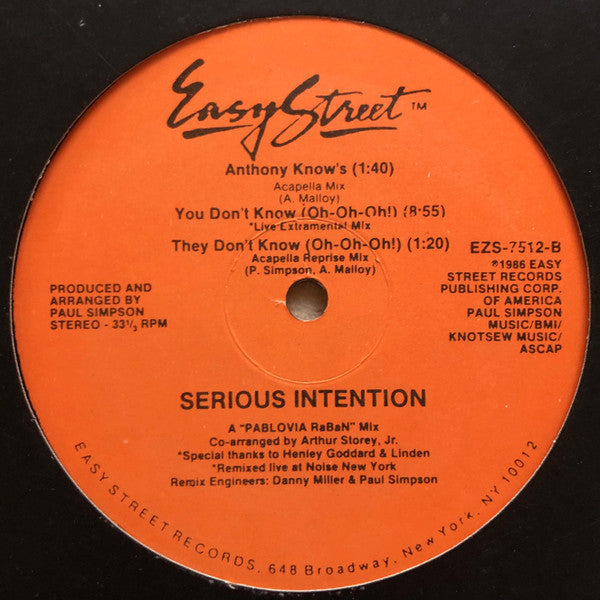 Easy Street ™
Anthony Know's (1:40)
Acapella Mix
(A. Malloy)
You Don't Know (Oh-Oh-Oh!) (8:55)
*Live Extramental Mix
They Don't Know (Oh-Oh-Oh!) (1:20)
Acapella Reprise Mix
(P. Simpson, A. Malloy)
PRODUCED AND
ARRANGED BY
PAUL SIMPSON
STEREO - 33⅓ RPM
EZS-7512-B
℗1986 EASY
STREET RECORDS
PUBLISHING CORP.
OF AMERICA
PAUL SIMPSON
MUSIC/BMI/
KNOTSEW MUSIC/
ASCAP
SERIOUS INTENTION
A "PABLOVIA RaBaN" Mix
Co-arranged by Arthur Storey, Jr.
*Special thanks to Henley Goddard & Linden
*Remixed live at Noise New York
Remix Engineers: Danny Miller & Paul Simpson
EASY STREET RECORDS, 648 Broadway, New York, NY 10012